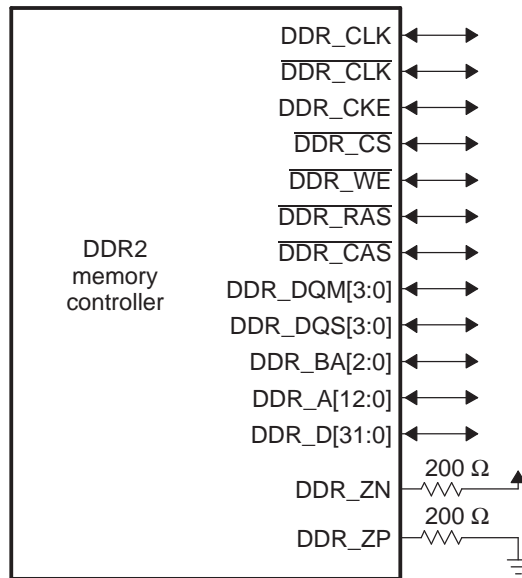 DDR_CLK
DDR_CLK
DDR_CKE
DDR_CS
DDR_WE
DDR_RAS
DDR_CAS
DDR2
memory
controller
DDR_DQM[3:0]
DDR_DQS[3:0]
DDR_BA[2:0]
DDR_A[12:0]
DDR_D[31:0]
200 Ω
DDR_ZN
200 Ω
DDR_ZP